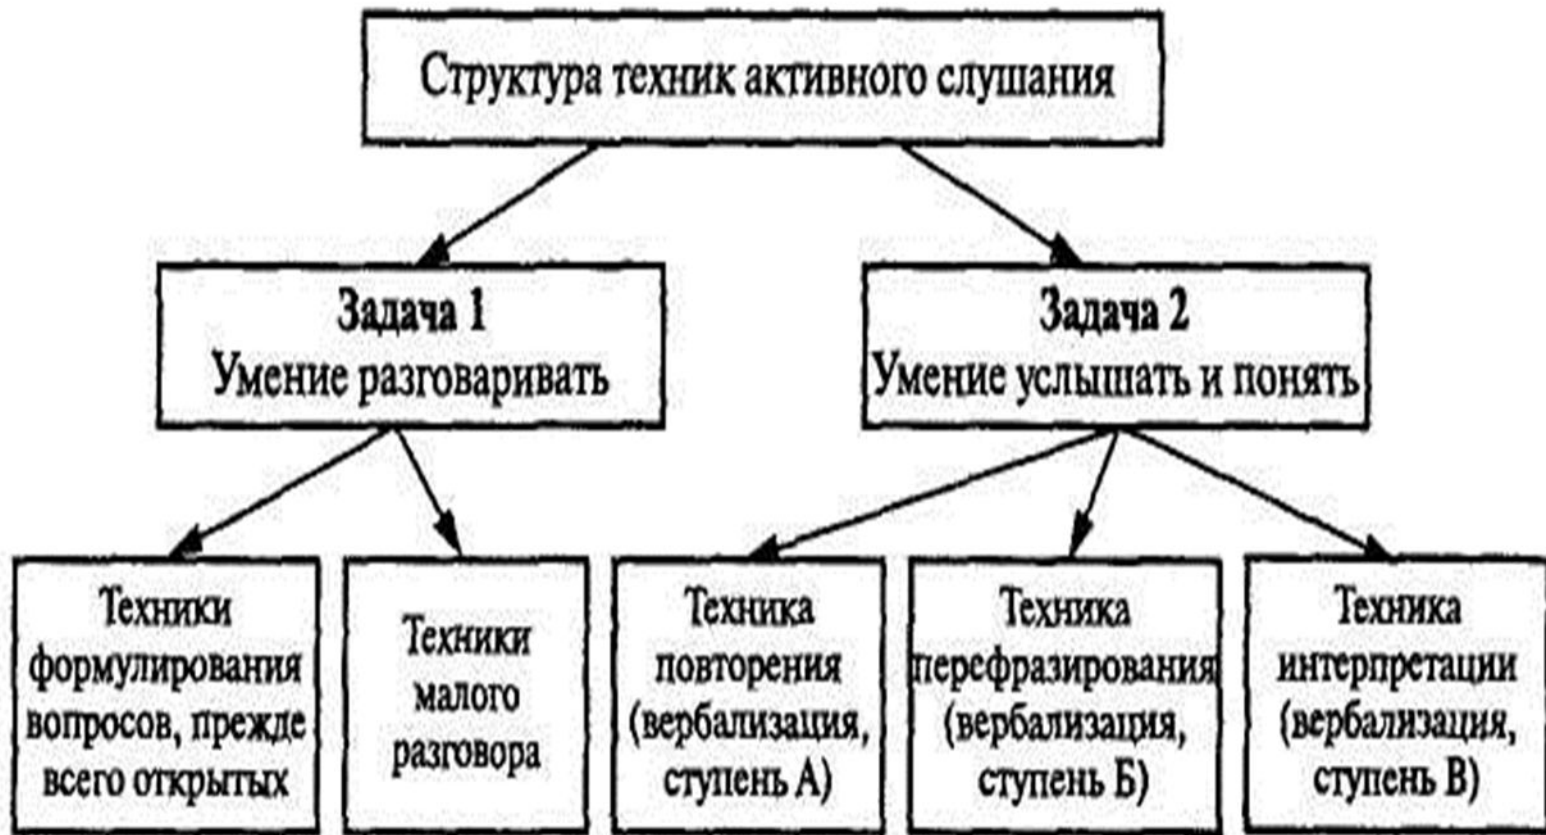 Структура техник активного слушания
Задача 1
Умение разговаривать
Задача 2
Умение услышать и понять
Техники
формулирования
вопросов, прежде
всего открытых
Техники
малого
разговора
Техника
повторения
(вербализация,
ступень А)
Техника
перефразирования
(вербализация,
ступень Б)
Техника
интерпретации
(вербализация,
ступень В)